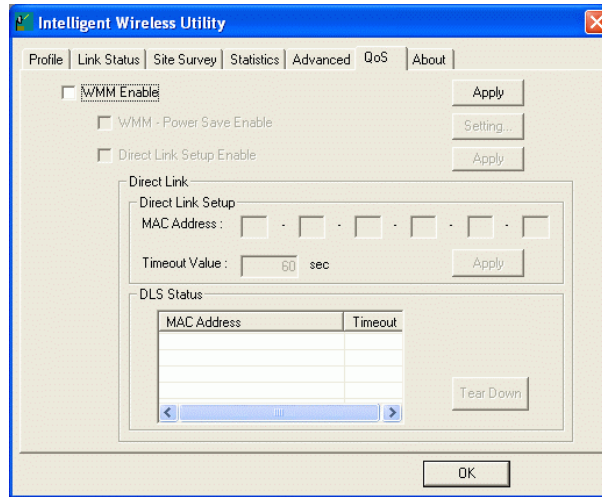 Intelligent Wireless Utility
Profile Link Status Site Survey Statistics Advanced QoS About
WMM Enable Apply
WMM - Power Save Enable Setting...
Direct Link Setup Enable Apply
Direct Link
Direct Link Setup
MAC Address : - - - - -
Timeout Value : 60 sec Apply
DLS Status
MAC Address Timeout
Tear Down
OK